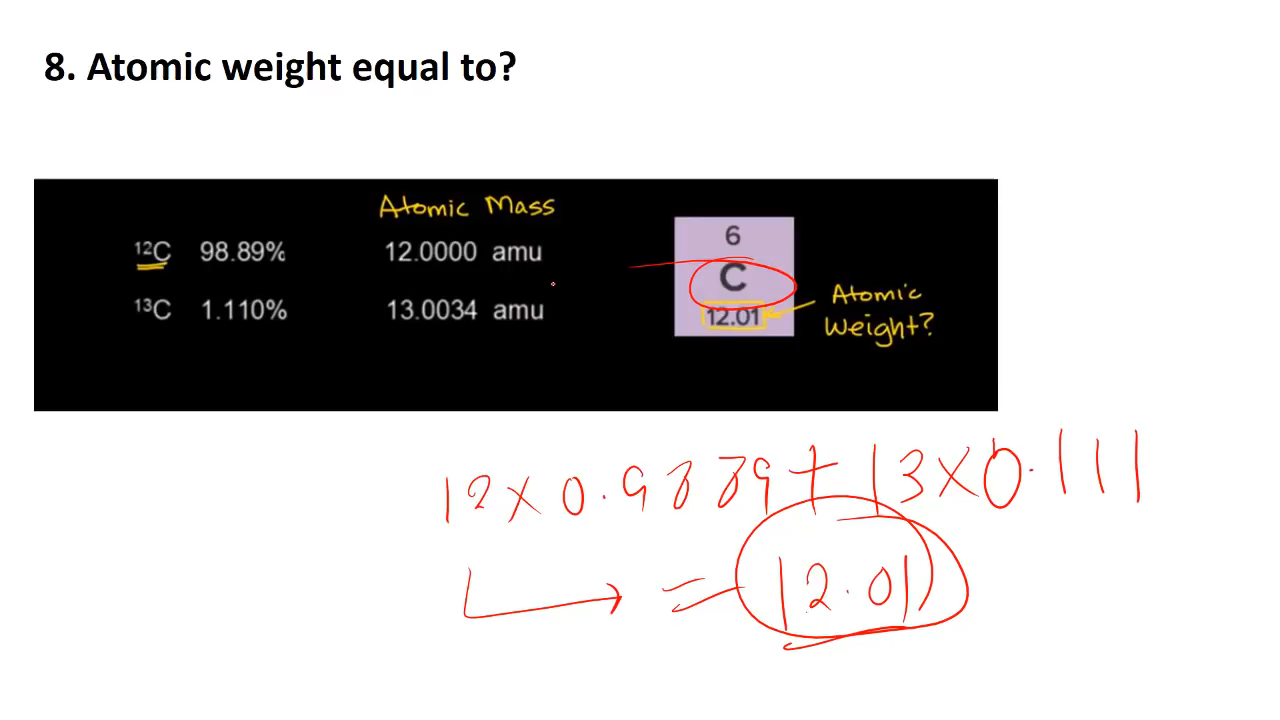 8. Atomic weight equal to?
Atomic Mass
¹²C 98.89% 12.0000 amu
¹³C 1.110% 13.0034 amu
6
C
12.01
Atomic
Weight?
12 × 0.9889 + 13 × 0.111
= 12.01